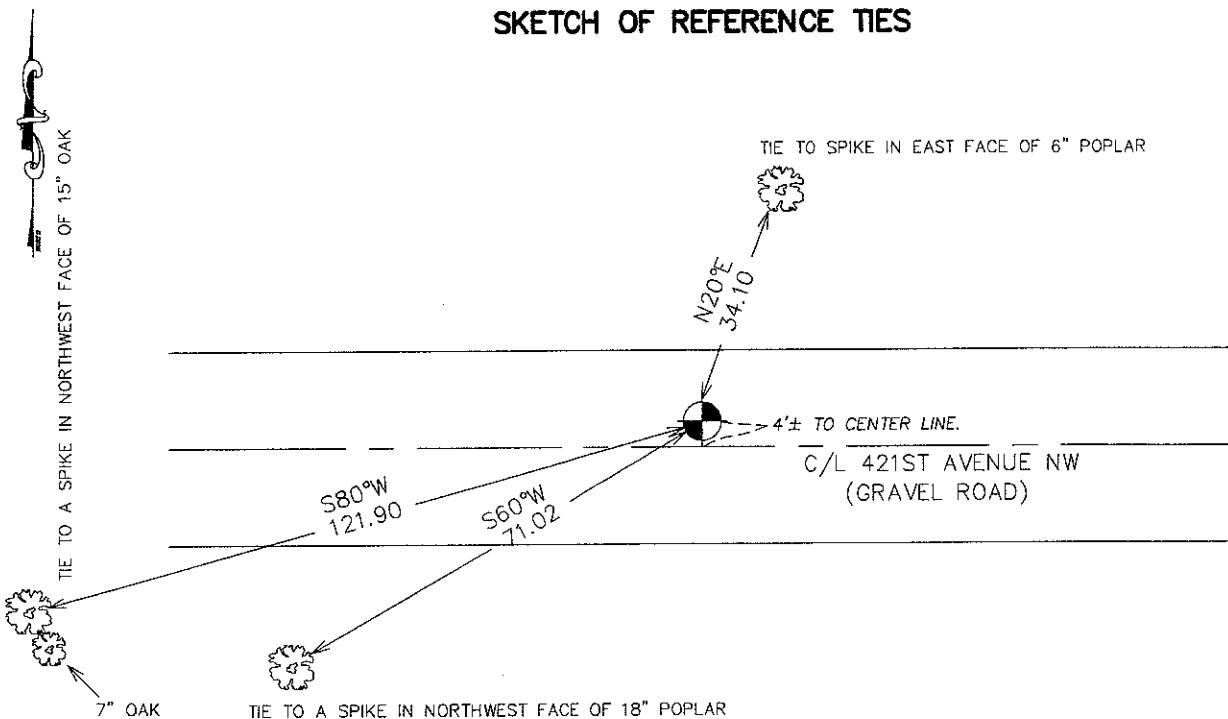 SKETCH OF REFERENCE TIES
TIE TO SPIKE IN EAST FACE OF 6" POPLAR
TIE TO A SPIKE IN NORTHWEST FACE OF 15" OAK
N20°E
34.10
4'± TO CENTER LINE.
C/L 421ST AVENUE NW
(GRAVEL ROAD)
S80°W
121.90
S60°W
71.02
7" OAK
TIE TO A SPIKE IN NORTHWEST FACE OF 18" POPLAR